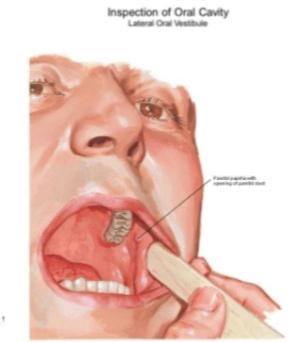 Inspection of Oral Cavity
Lateral Oral Vestibule
Parotid papilla with
opening of parotid duct